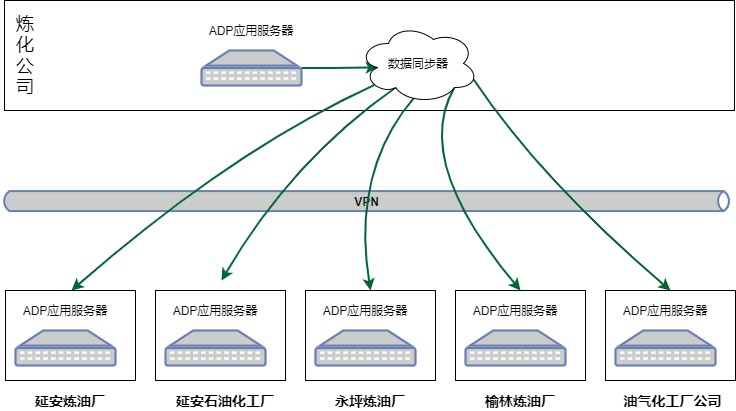 炼化公司
ADP应用服务器
数据同步器
VPN
ADP应用服务器
ADP应用服务器
ADP应用服务器
ADP应用服务器
ADP应用服务器
延安炼油厂
延安石油化工厂
永坪炼油厂
榆林炼油厂
油气化工厂公司